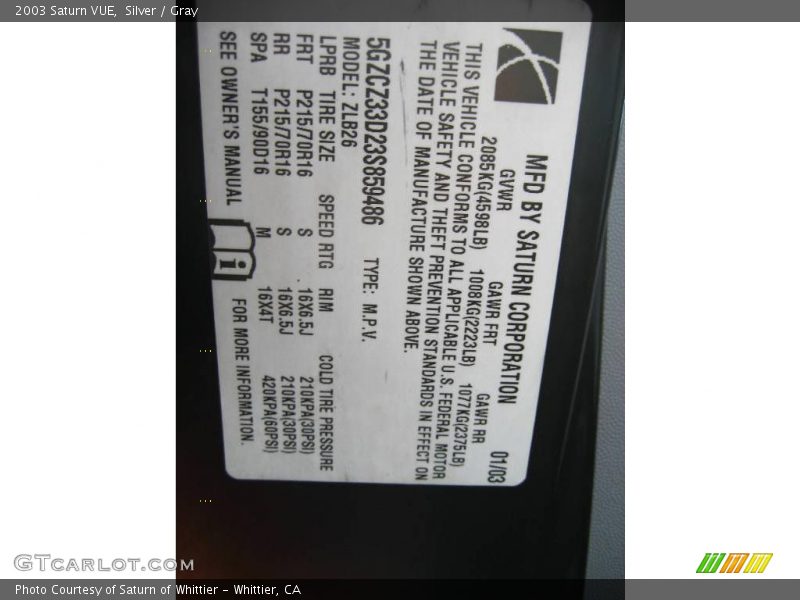 2003 Saturn VUE,  Silver / Gray
MFD BY SATURN CORPORATION 01/03
GVWR GAWR FRT GAWR RR
2085KG(4598LB) 1008KG(2223LB) 1077KG(2375LB)
THIS VEHICLE CONFORMS TO ALL APPLICABLE U.S. FEDERAL MOTOR
VEHICLE SAFETY AND THEFT PREVENTION STANDARDS IN EFFECT ON
THE DATE OF MANUFACTURE SHOWN ABOVE.
5GZCZ33D23S859486 TYPE: M.P.V.
MODEL: ZLB26
LPRB TIRE SIZE SPEED RTG RIM COLD TIRE PRESSURE
FRT P215/70R16 S 16X6.5J 210KPA(30PSI)
RR P215/70R16 S 16X6.5J 210KPA(30PSI)
SPA T155/90D16 M 16X4T 420KPA(60PSI)
SEE OWNER'S MANUAL FOR MORE INFORMATION.
GTCARLOT.COM
Photo Courtesy of Saturn of Whittier - Whittier, CA